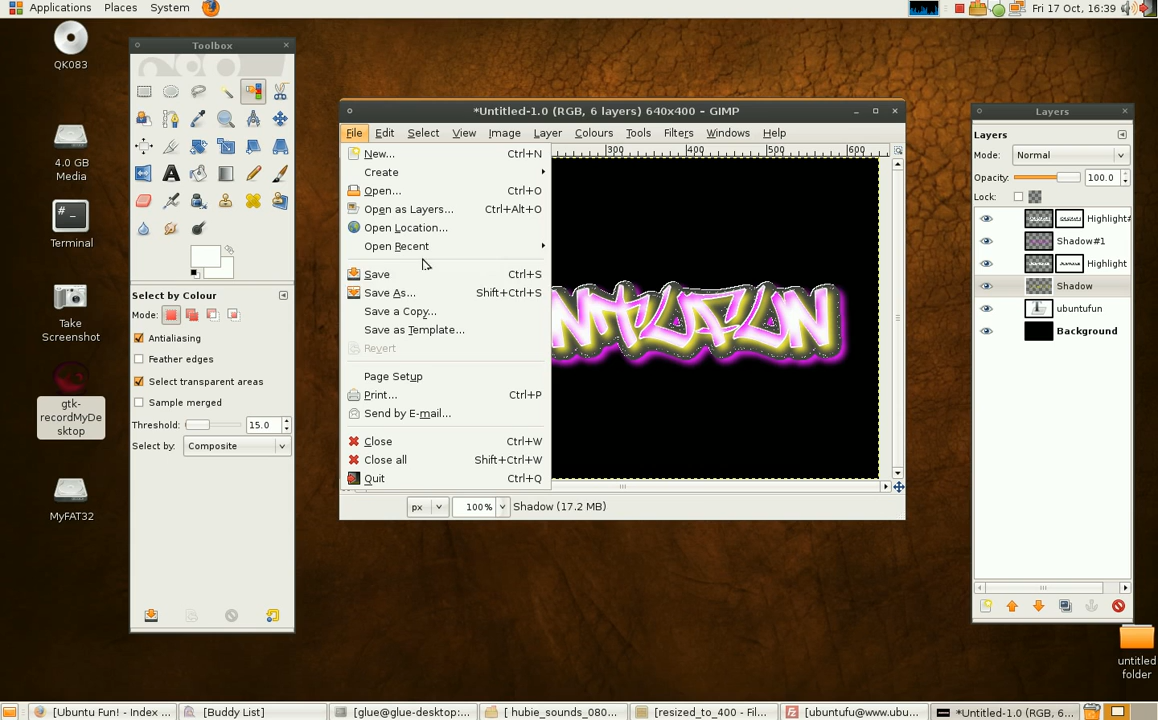 Applications Places System
Fri 17 Oct, 16:39
QK083
4.0 GB
Media
Terminal
Take
Screenshot
gtk-
recordMyDe
sktop
MyFAT32
untitled
folder
Toolbox
Select by Colour
Mode:
Antialiasing
Feather edges
Select transparent areas
Sample merged
Threshold: 15.0
Select by: Composite
*Untitled-1.0 (RGB, 6 layers) 640x400 – GIMP
File Edit Select View Image Layer Colours Tools Filters Windows Help
300 400 500 600
New... Ctrl+N
Create
Open... Ctrl+O
Open as Layers... Ctrl+Alt+O
Open Location...
Open Recent
Save Ctrl+S
Save As... Shift+Ctrl+S
Save a Copy...
Save as Template...
Revert
Page Setup
Print... Ctrl+P
Send by E-mail...
Close Ctrl+W
Close all Shift+Ctrl+W
Quit Ctrl+Q
NTUFUN
px 100% Shadow (17.2 MB)
Layers
Layers
Mode: Normal
Opacity: 100.0
Lock:
Highlight#
Shadow#1
Highlight
Shadow
ubuntufun
Background
[Ubuntu Fun! - Index ... [Buddy List] [glue@glue-desktop:... [ hubie_sounds_080... [resized_to_400 - Fil... [ubuntufu@www.ubu... *Untitled-1.0 (RGB, 6...